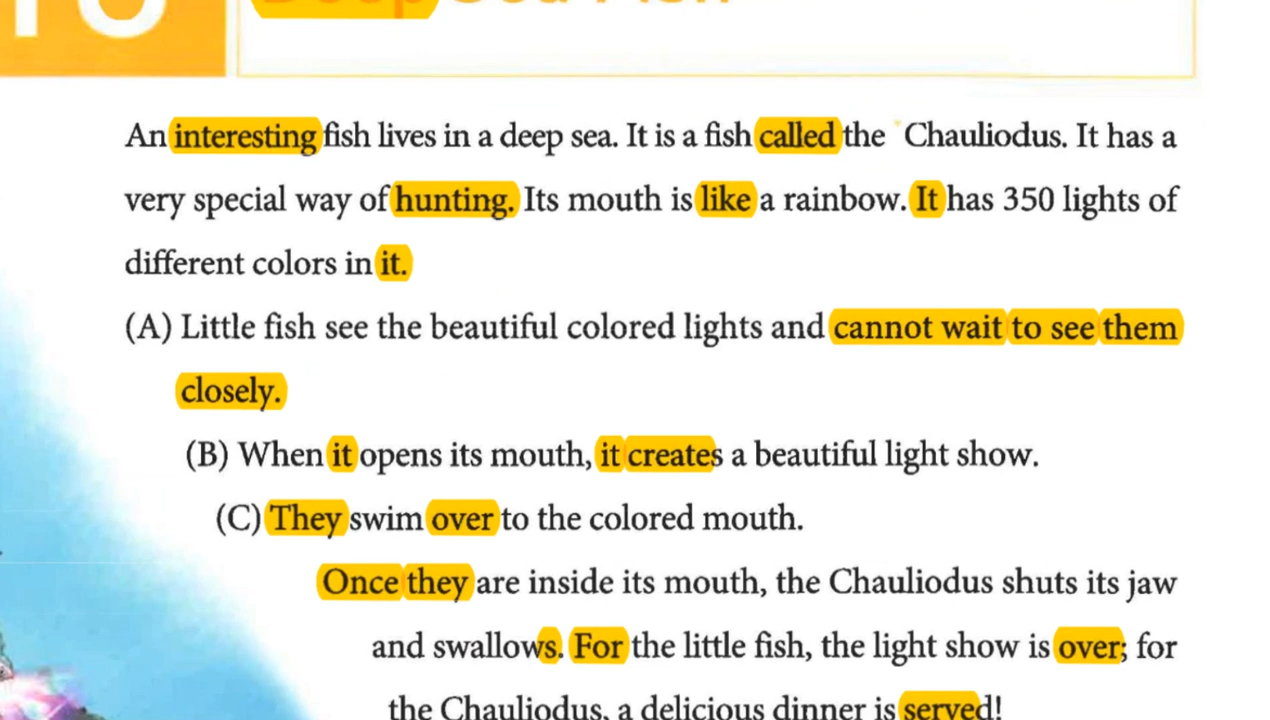 An interesting fish lives in a deep sea. It is a fish called the Chauliodus. It has a
very special way of hunting. Its mouth is like a rainbow. It has 350 lights of
different colors in it.
(A) Little fish see the beautiful colored lights and cannot wait to see them
closely.
(B) When it opens its mouth, it creates a beautiful light show.
(C) They swim over to the colored mouth.
Once they are inside its mouth, the Chauliodus shuts its jaw
and swallows. For the little fish, the light show is over; for
the Chauliodus, a delicious dinner is served!